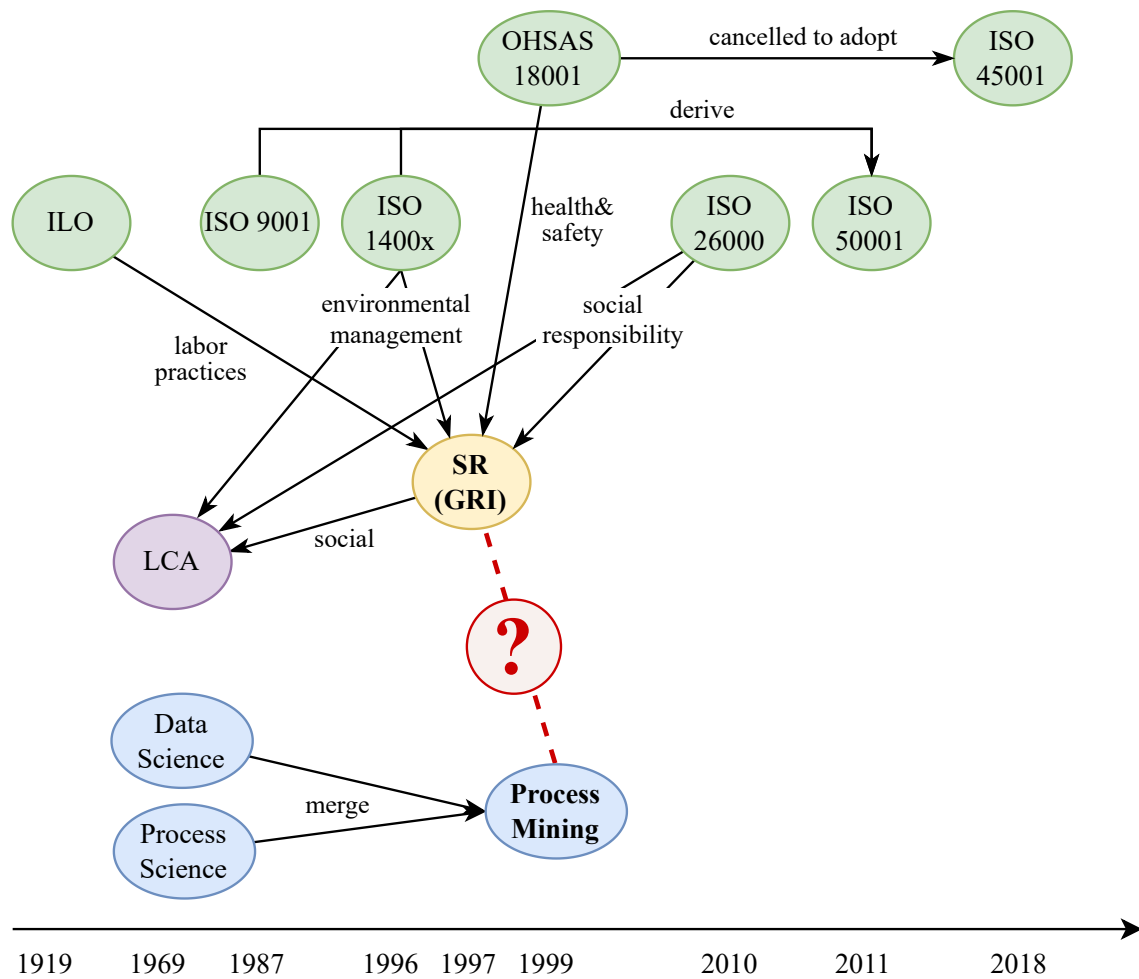 OHSAS
18001
cancelled to adopt
ISO
45001
derive
ILO
ISO 9001
ISO
1400x
health&
safety
ISO
26000
ISO
50001
environmental
management
social
responsibility
labor
practices
SR
(GRI)
social
LCA
?
Data
Science
merge
Process
Science
Process
Mining
1919 1969 1987 1996 1997 1999 2010 2011 2018